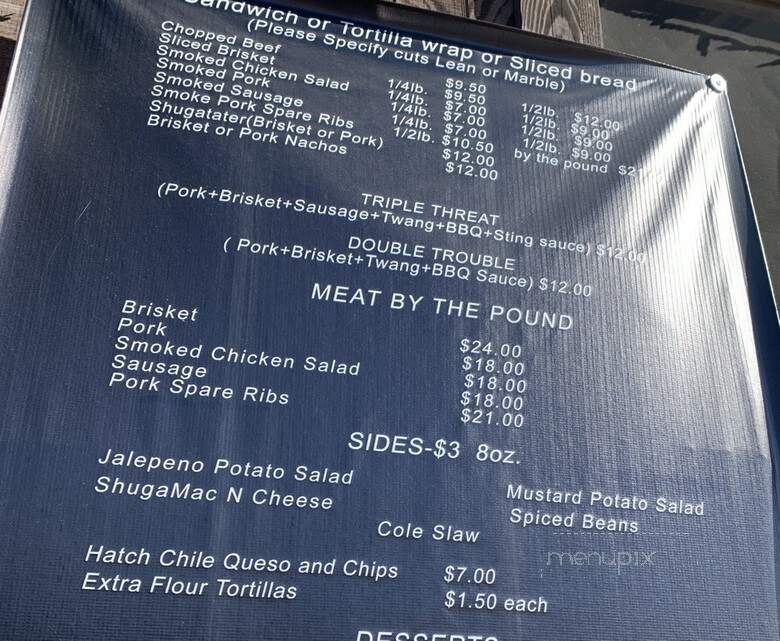 Sandwich or Tortilla wrap or Sliced bread
(Please Specify cuts Lean or Marble)
Chopped Beef 1/4lb. $9.50 1/2lb. $12.00
Sliced Brisket 1/4lb. $9.50 1/2lb. $9.00
Smoked Chicken Salad 1/4lb. $7.00 1/2lb. $9.00
Smoked Pork 1/4lb. $7.00 1/2lb. $9.00
Smoked Sausage 1/4lb. $7.00
Smoke Pork Spare Ribs 1/2lb. $10.50 by the pound
Shugatater(Brisket or Pork) $12.00
Brisket or Pork Nachos $12.00
TRIPLE THREAT
(Pork+Brisket+Sausage+Twang+BBQ+Sting sauce) $12.00
DOUBLE TROUBLE
( Pork+Brisket+Twang+BBQ Sauce) $12.00
MEAT BY THE POUND
Brisket $24.00
Pork $18.00
Smoked Chicken Salad $18.00
Sausage $18.00
Pork Spare Ribs $21.00
SIDES-$3 8oz.
Jalepeno Potato Salad Mustard Potato Salad
ShugaMac N Cheese Spiced Beans
Cole Slaw
Hatch Chile Queso and Chips $7.00
Extra Flour Tortillas $1.50 each
DESSERTS
menupix